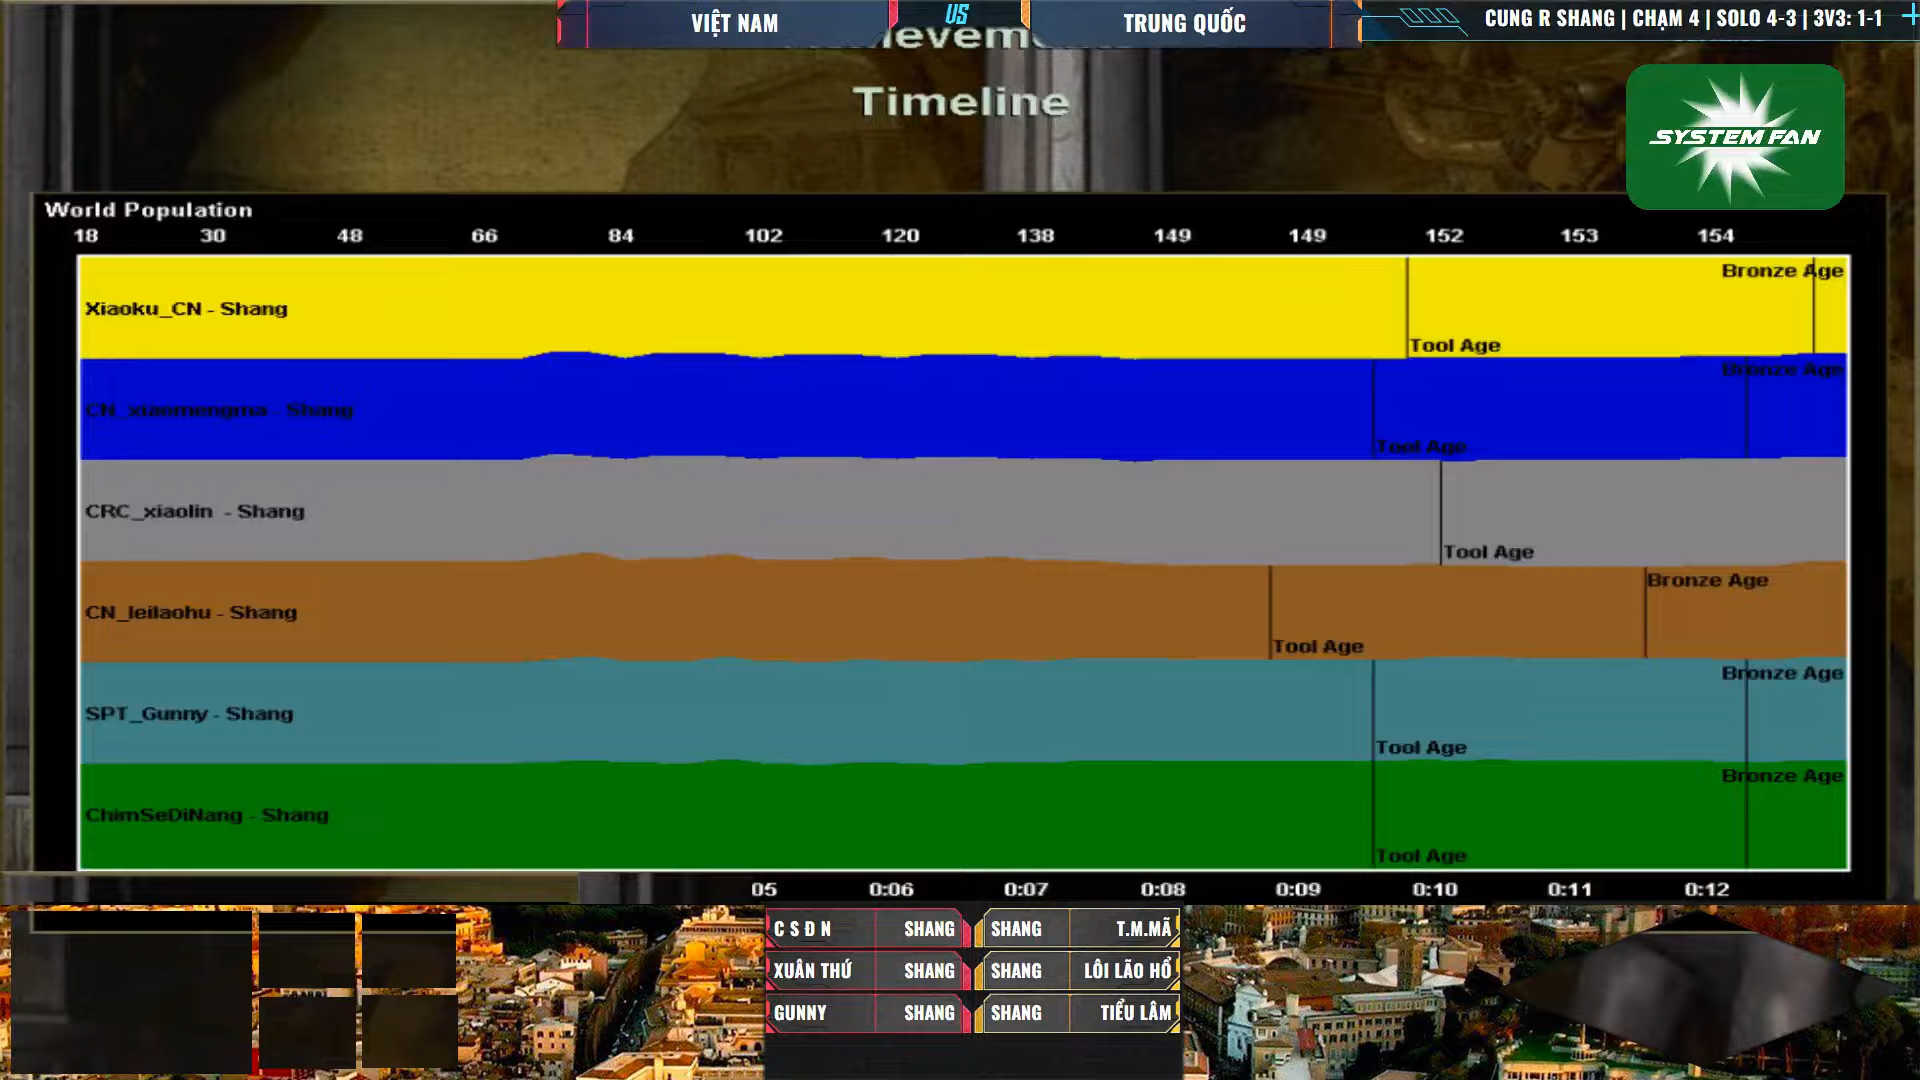 VIỆT NAM
VS
TRUNG QUỐC
CUNG R SHANG | CHẠM 4 | SOLO 4-3 | 3V3: 1-1
Timeline
SYSTEM FAN
World Population
18 30 48 66 84 102 120 138 149 149 152 153 154
Bronze Age
Xiaoku_CN - Shang
Tool Age
Bronze Age
CN_xiaomengma - Shang
Tool Age
CRC_xiaolin - Shang
Tool Age
Bronze Age
CN_leilaohu - Shang
Tool Age
Bronze Age
SPT_Gunny - Shang
Tool Age
Bronze Age
ChimSeDiNang - Shang
Tool Age
05 0:06 0:07 0:08 0:09 0:10 0:11 0:12
C S Đ N SHANG SHANG T.M.MÃ
XUÂN THỨ SHANG SHANG LÔI LÃO HỔ
GUNNY SHANG SHANG TIỂU LÂM